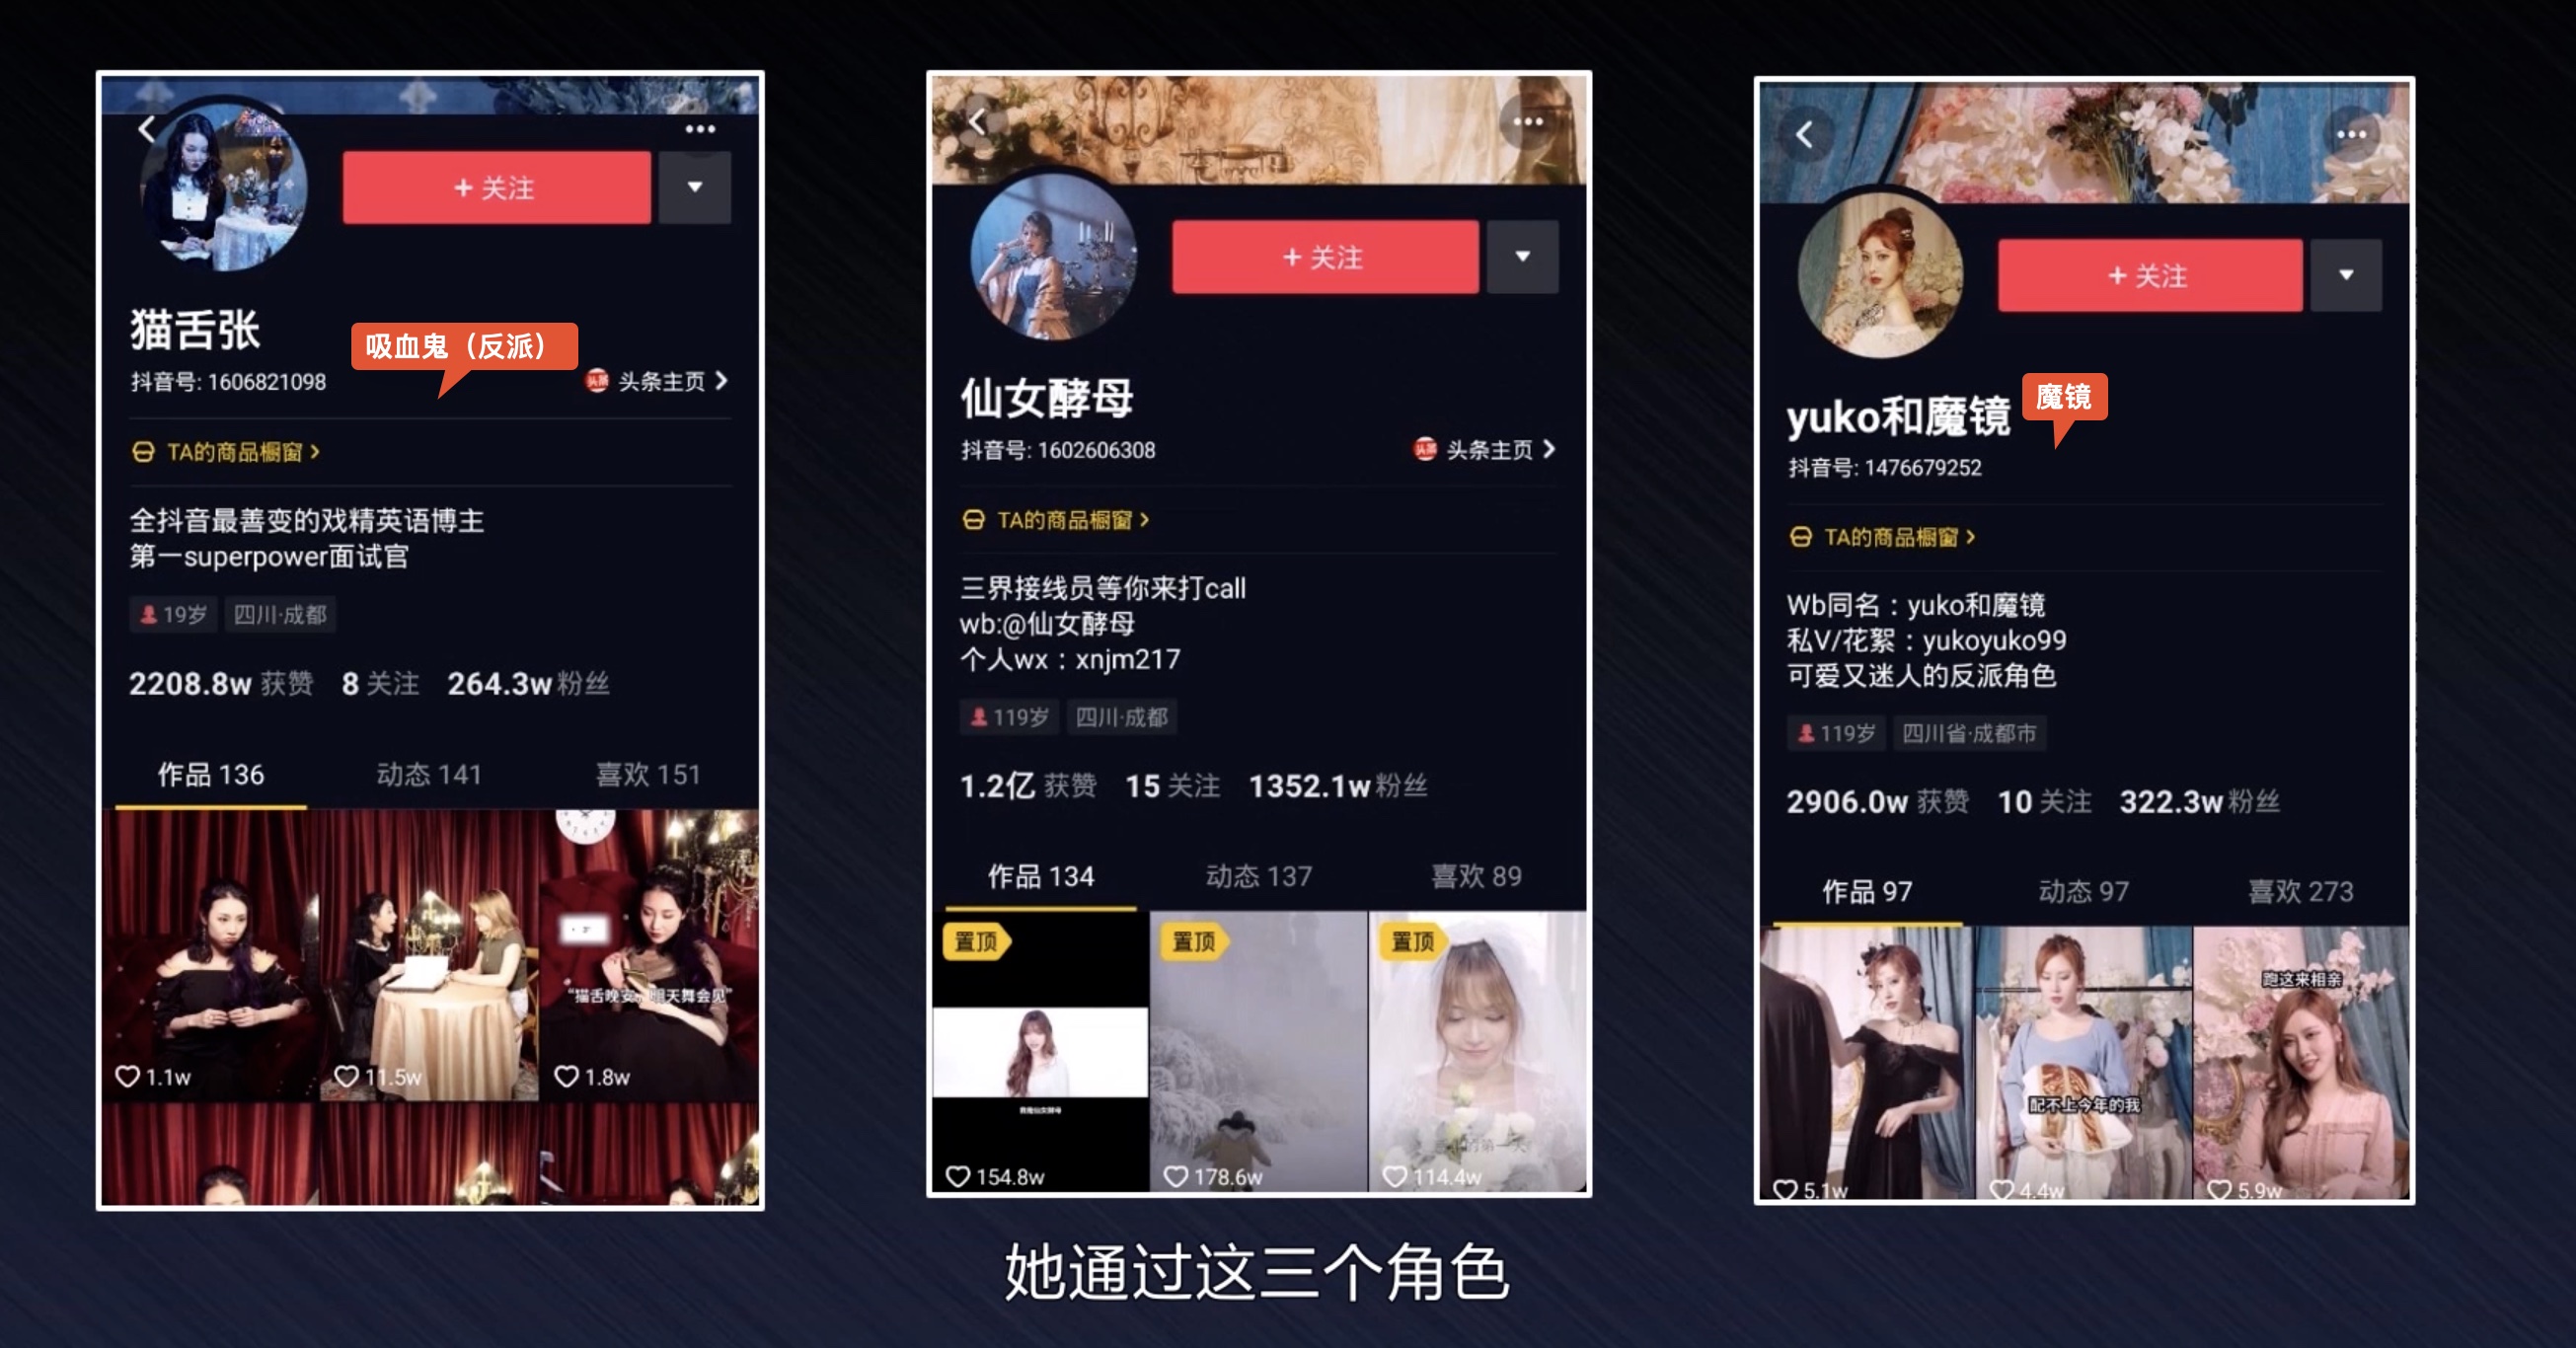 + 关注
猫舌张
吸血鬼（反派）
抖音号: 1606821098
头条 头条主页 >
TA的商品橱窗 >
全抖音最善变的戏精英语博主
第一superpower面试官
19岁 四川·成都
2208.8w 获赞 8 关注 264.3w 粉丝
作品 136 动态 141 喜欢 151
“猫舌晚安，明天舞会见”
1.1w 11.5w 1.8w
+ 关注
仙女酵母
抖音号: 1602606308
头条 头条主页 >
TA的商品橱窗 >
三界接线员等你来打call
wb:@仙女酵母
个人wx：xnjm217
119岁 四川·成都
1.2亿 获赞 15 关注 1352.1w 粉丝
作品 134 动态 137 喜欢 89
置顶 置顶 置顶
我是仙女酵母
154.8w 178.6w 114.4w
+ 关注
yuko和魔镜
魔镜
抖音号: 1476679252
TA的商品橱窗 >
Wb同名：yuko和魔镜
私V/花絮：yukoyuko99
可爱又迷人的反派角色
119岁 四川省·成都市
2906.0w 获赞 10 关注 322.3w 粉丝
作品 97 动态 97 喜欢 273
跑这来相亲
配不上今年的我
5.1w 4.4w 5.9w
她通过这三个角色